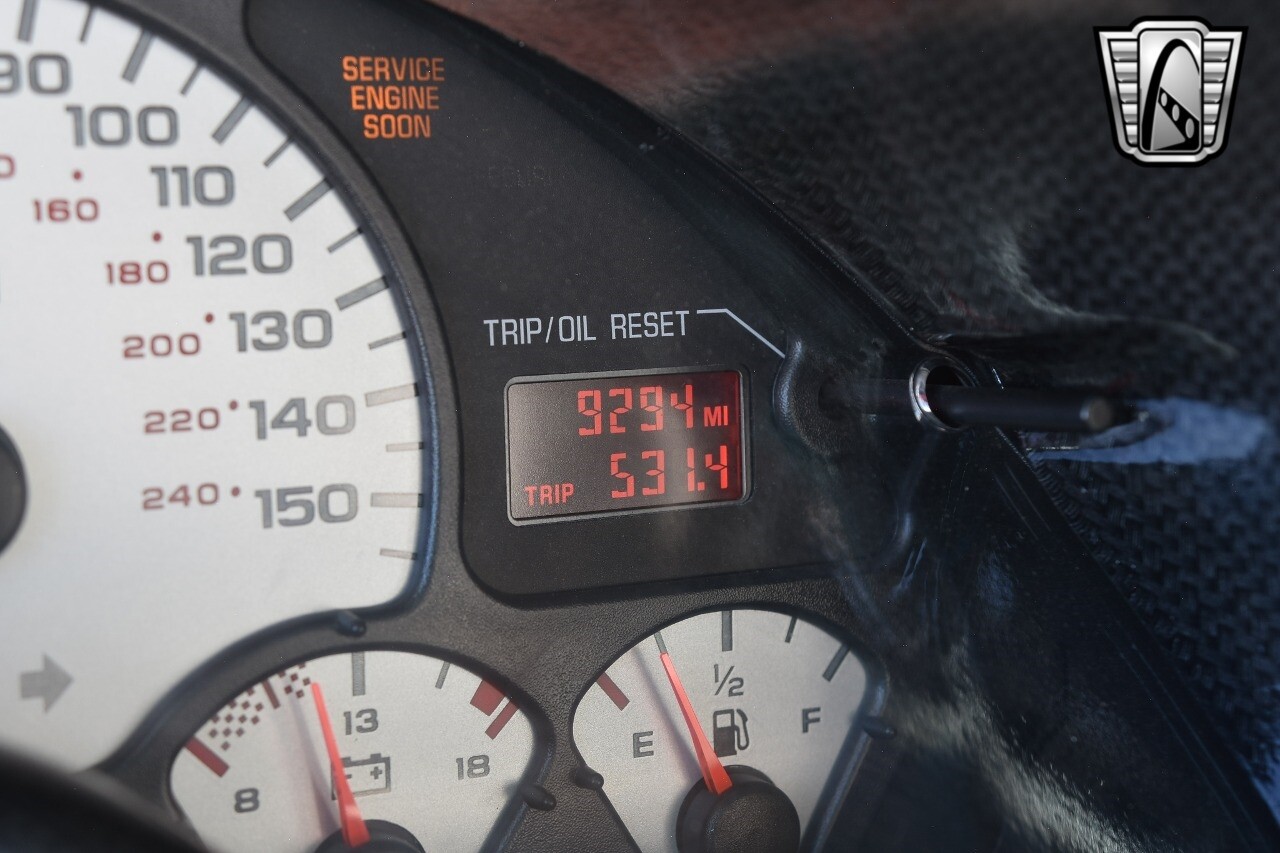 SERVICE
ENGINE
SOON
90
100
110
120
130
140
150
160
180
200
220
240
TRIP/OIL RESET
9294 MI
TRIP 531.4
8
13
18
E
½
F